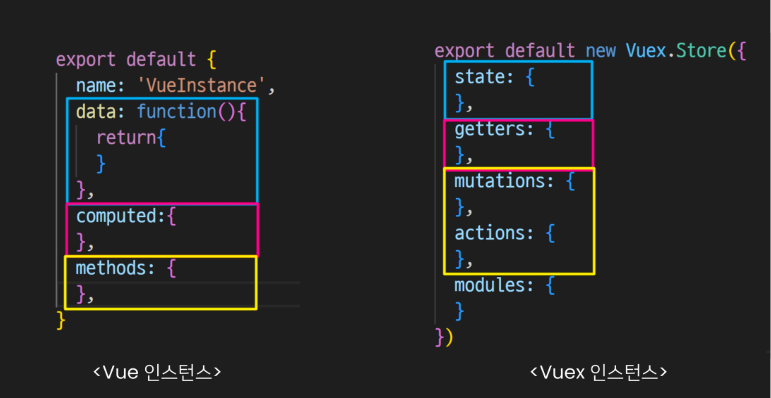 export default {
name: 'VueInstance',
data: function(){
return{
}
},
computed:{
},
methods: {
},
}
<Vue 인스턴스>
export default new Vuex.Store({
state: {
},
getters: {
},
mutations: {
},
actions: {
},
modules: {
}
})
<Vuex 인스턴스>